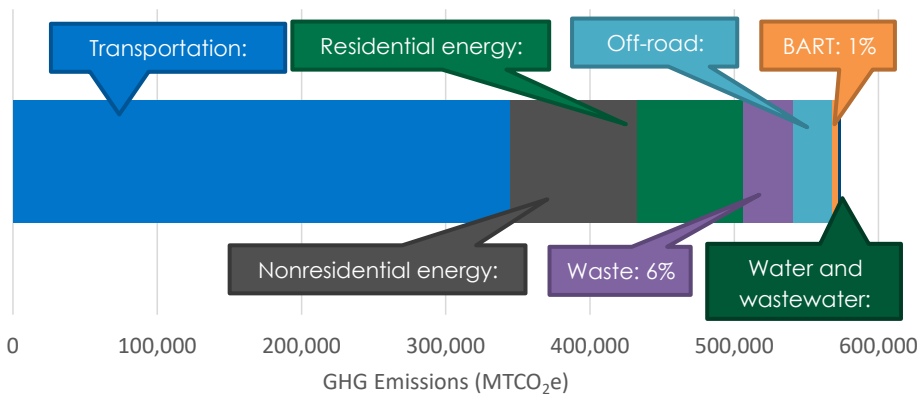 Transportation:
Residential energy:
Off-road:
BART: 1%
Nonresidential energy:
Waste: 6%
Water and
wastewater:
0
100,000
200,000
300,000
400,000
500,000
600,000
GHG Emissions (MTCO₂e)